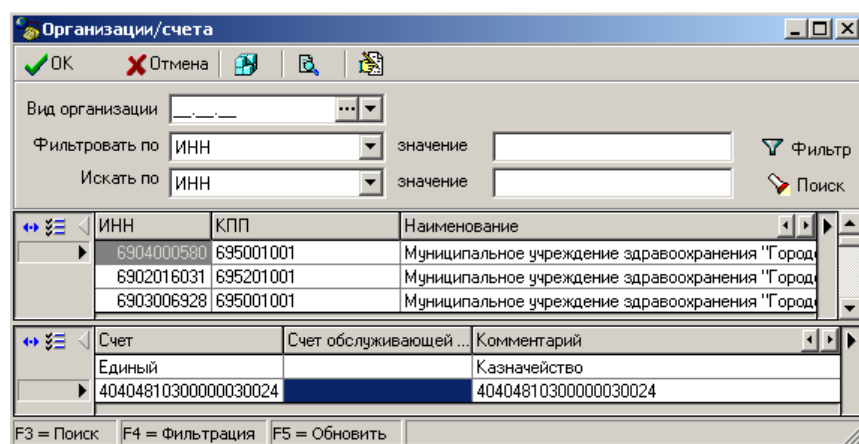 Организации/счета
OK Отмена
Вид организации __.__.__
Фильтровать по ИНН значение Фильтр
Искать по ИНН значение Поиск
ИНН КПП Наименование
6904000580 695001001 Муниципальное учреждение здравоохранения "Город
6902016031 695201001 Муниципальное учреждение здравоохранения "Город
6903006928 695001001 Муниципальное учреждение здравоохранения "Город
Счет Счет обслуживающей ... Комментарий
Единый Казначейство
40404810300000030024 40404810300000030024
F3 = Поиск F4 = Фильтрация F5 = Обновить